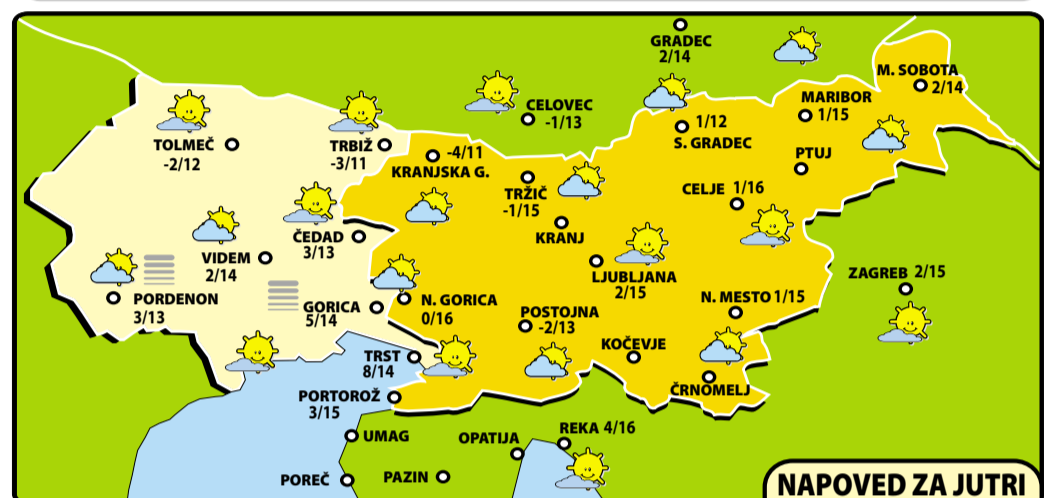 GRADEC
2/14
M. SOBOTA
2/14
MARIBOR
1/15
CELOVEC
-1/13
1/12
S. GRADEC
TOLMEČ
-2/12
TRBIŽ
-3/11
-4/11
KRANJSKA G.
PTUJ
TRŽIČ
-1/15
CELJE 1/16
KRANJ
ČEDAD
3/13
VIDEM
2/14
LJUBLJANA
2/15
ZAGREB 2/15
PORDENON
3/13
GORICA
5/14
N. GORICA
0/16
N. MESTO 1/15
POSTOJNA
-2/13
KOČEVJE
TRST
8/14
ČRNOMELJ
PORTOROŽ
3/15
UMAG
OPATIJA
REKA 4/16
POREČ
PAZIN
NAPOVED ZA JUTRI